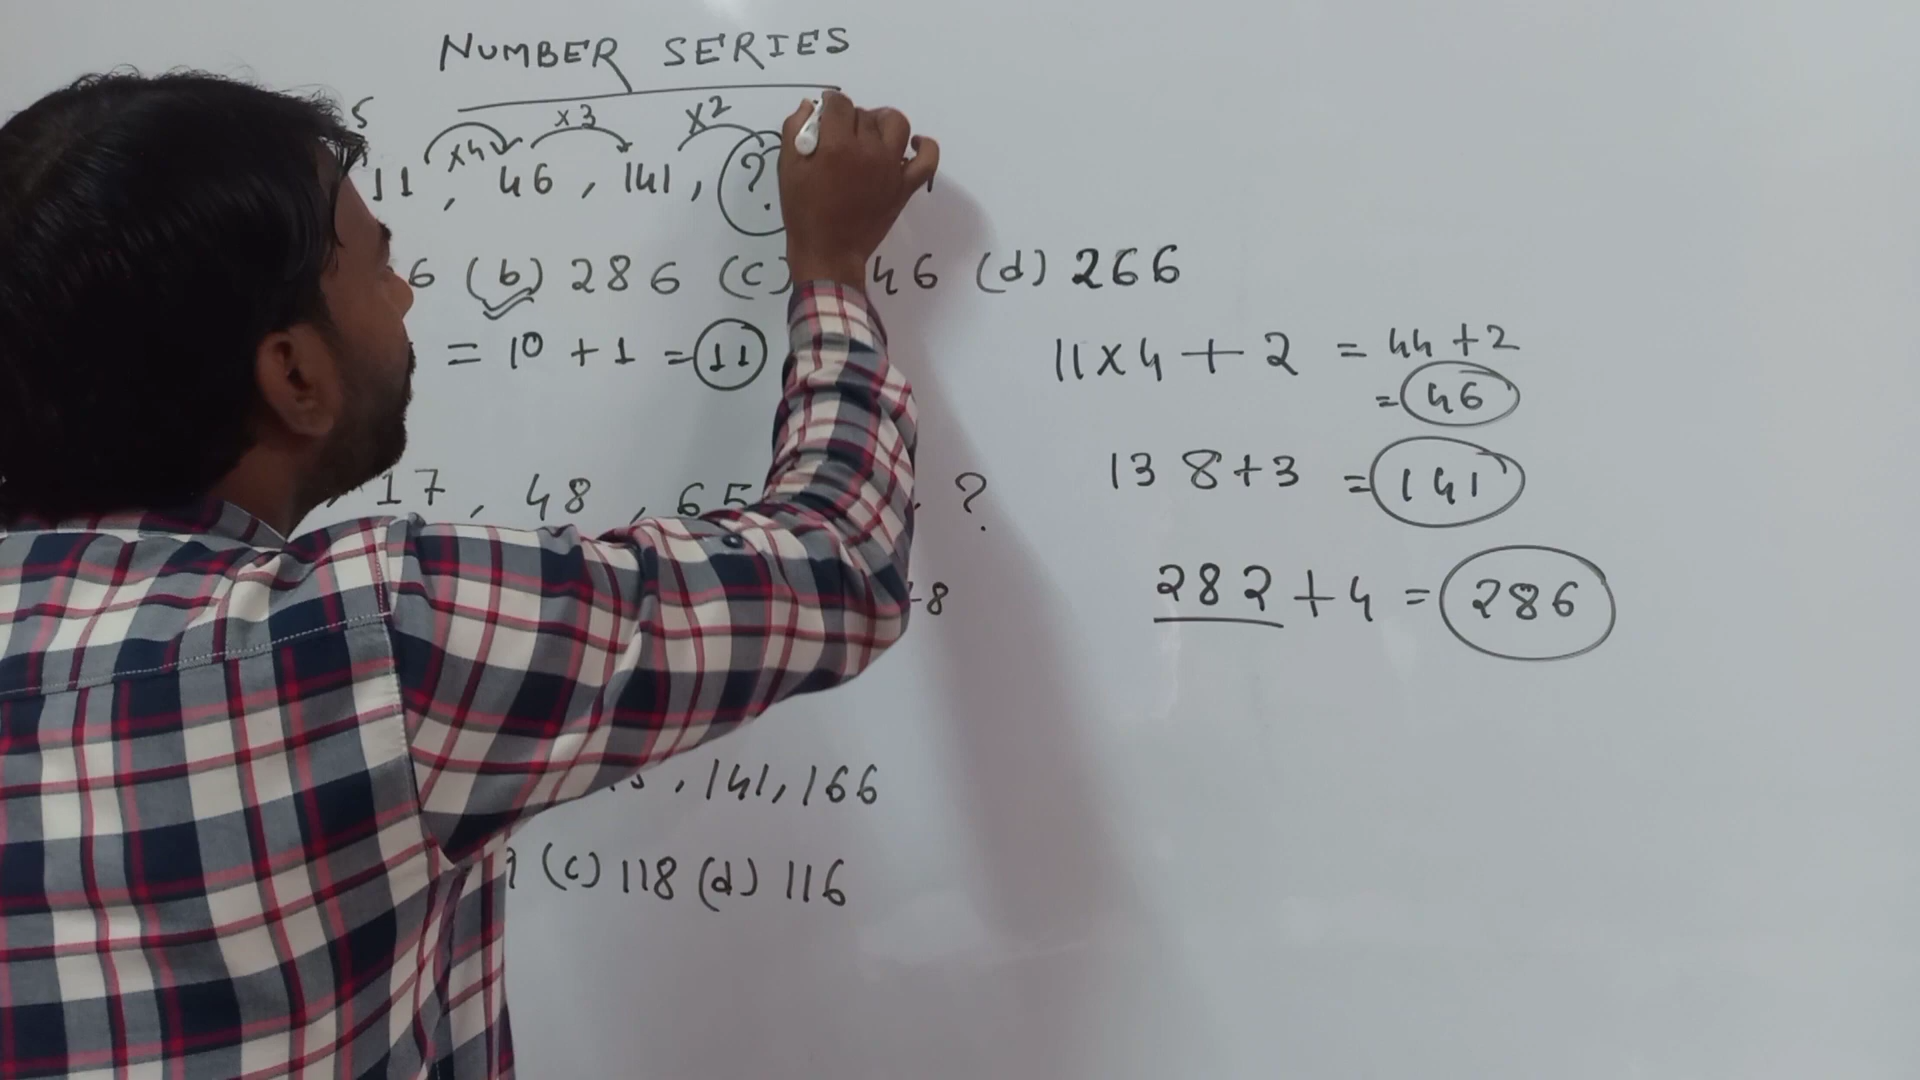 NUMBER SERIES
5 ×4 ×3 ×2
11 , 46 , 141 , ?
6 (b) 286 (c) 46 (d) 266
= 10 + 1 = 11
11×4+2 = 44+2
= 46
138+3 = 141
17 , 48 , 65 , ?
282+4 = 286
8
, 141, 166
(c) 118 (d) 116